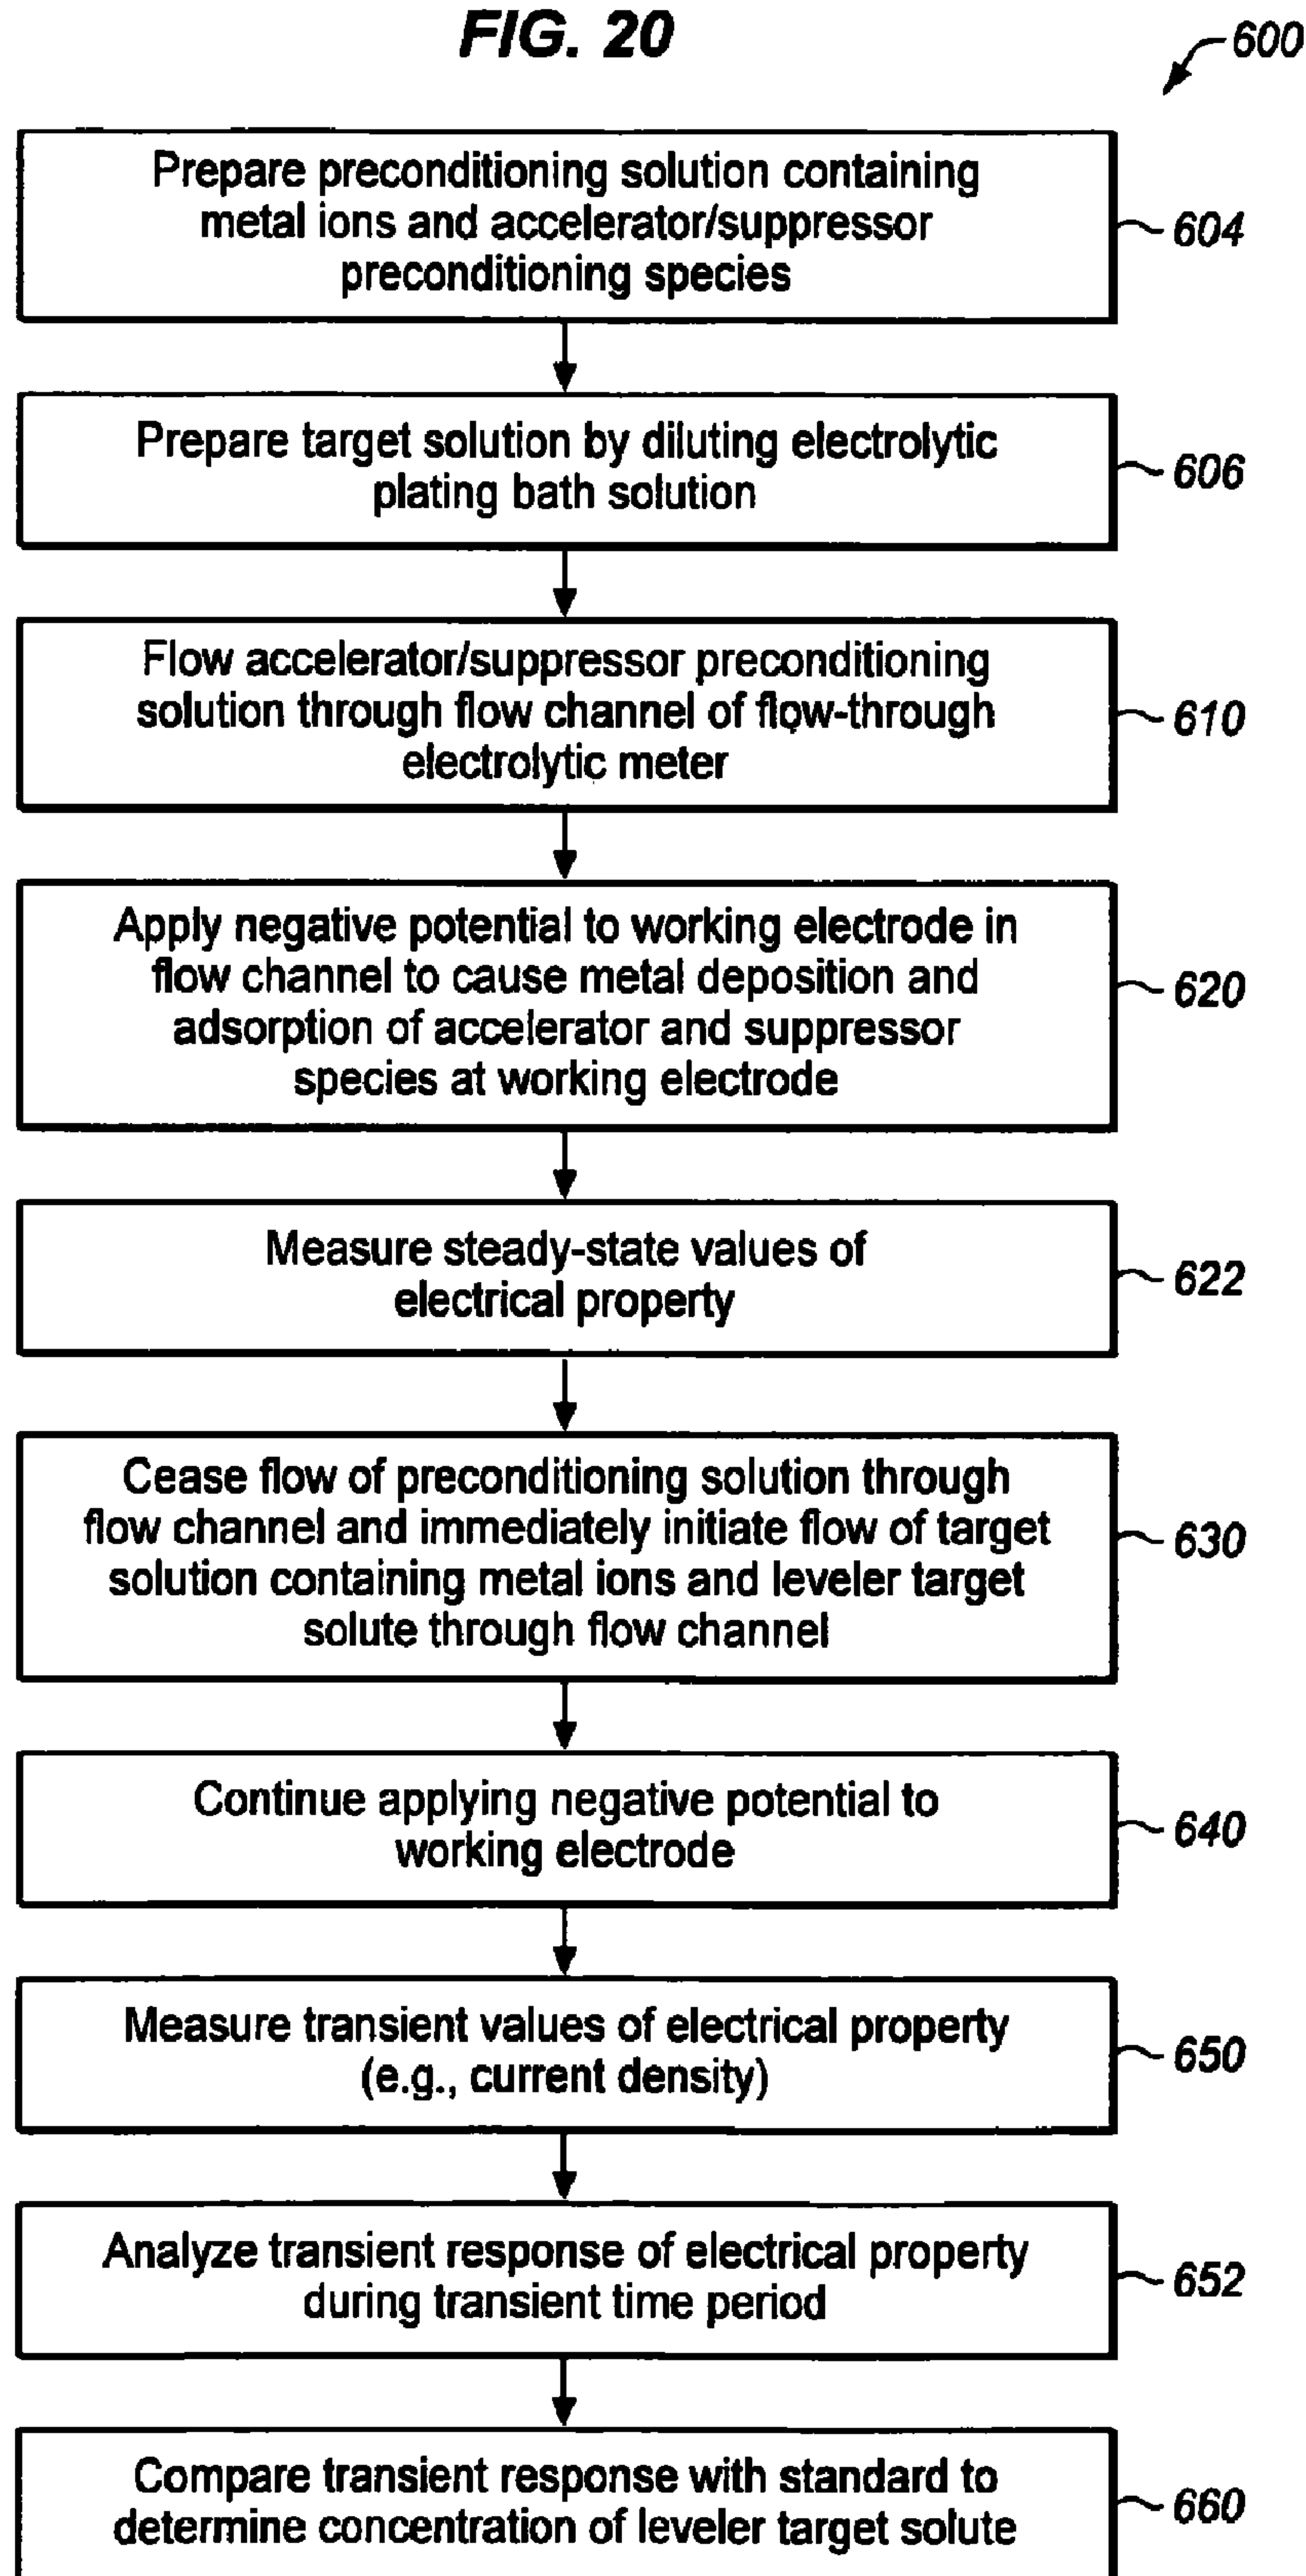 FIG. 20
600
Prepare preconditioning solution containing
metal ions and accelerator/suppressor
preconditioning species
604
Prepare target solution by diluting electrolytic
plating bath solution
606
Flow accelerator/suppressor preconditioning
solution through flow channel of flow-through
electrolytic meter
610
Apply negative potential to working electrode in
flow channel to cause metal deposition and
adsorption of accelerator and suppressor
species at working electrode
620
Measure steady-state values of
electrical property
622
Cease flow of preconditioning solution through
flow channel and immediately initiate flow of target
solution containing metal ions and leveler target
solute through flow channel
630
Continue applying negative potential to
working electrode
640
Measure transient values of electrical property
(e.g., current density)
650
Analyze transient response of electrical property
during transient time period
652
Compare transient response with standard to
determine concentration of leveler target solute
660